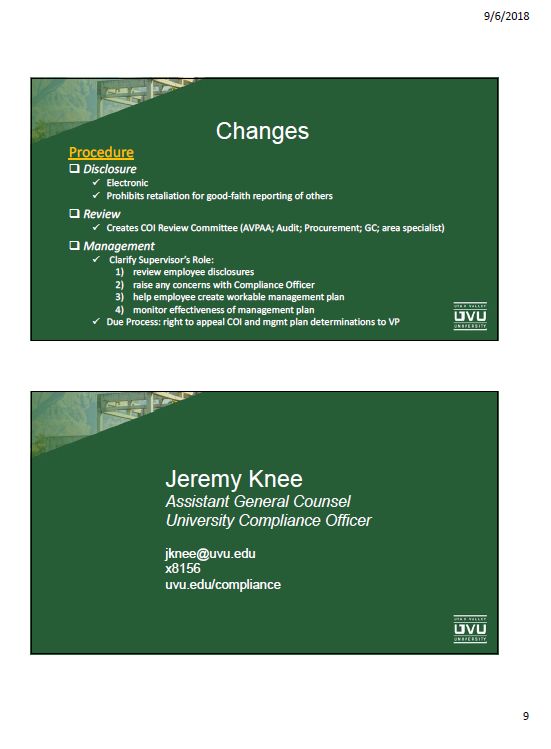 9/6/2018
Changes
Procedure
❑ Disclosure
✓ Electronic
✓ Prohibits retaliation for good-faith reporting of others
❑ Review
✓ Creates COI Review Committee (AVPAA; Audit; Procurement; GC; area specialist)
❑ Management
✓ Clarify Supervisor's Role:
1) review employee disclosures
2) raise any concerns with Compliance Officer
3) help employee create workable management plan
4) monitor effectiveness of management plan
✓ Due Process: right to appeal COI and mgmt plan determinations to VP
UTAH VALLEY
UVU
UNIVERSITY
Jeremy Knee
Assistant General Counsel
University Compliance Officer
jknee@uvu.edu
x8156
uvu.edu/compliance
UTAH VALLEY
UVU
UNIVERSITY
9